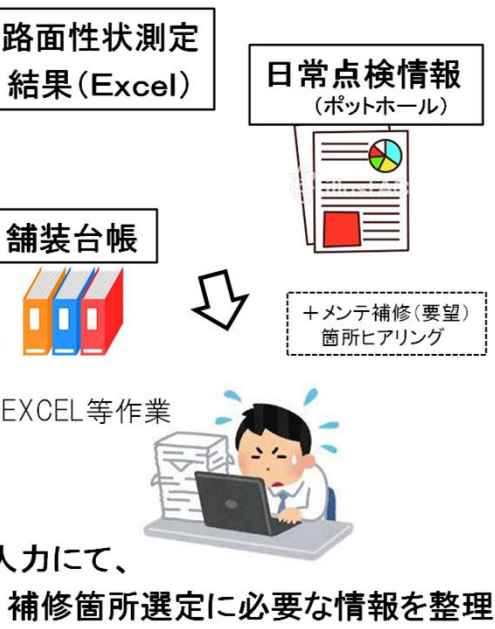 路面性状測定
結果(Excel)
日常点検情報
(ポットホール)
舗装台帳
+メンテ補修(要望)
箇所ヒアリング
EXCEL等作業
人力にて、
補修箇所選定に必要な情報を整理